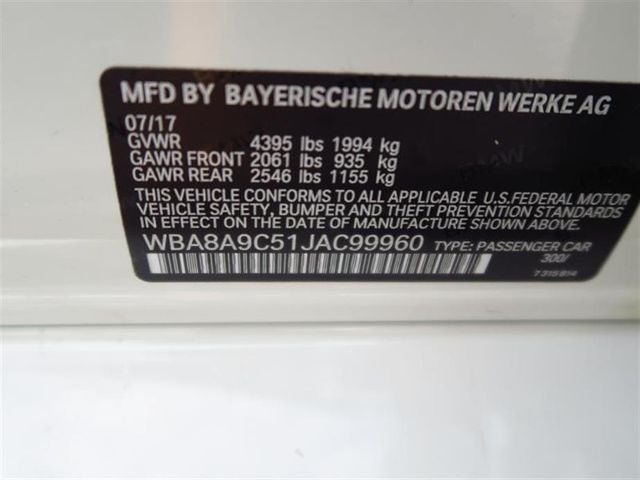 MFD BY BAYERISCHE MOTOREN WERKE AG
07/17
GVWR 4395 lbs 1994 kg
GAWR FRONT 2061 lbs 935 kg
GAWR REAR 2546 lbs 1155 kg
THIS VEHICLE CONFORMS TO ALL APPLICABLE U.S.FEDERAL MOTOR
VEHICLE SAFETY, BUMPER AND THEFT PREVENTION STANDARDS
IN EFFECT ON THE DATE OF MANUFACTURE SHOWN ABOVE.
WBA8A9C51JAC99960 TYPE: PASSENGER CAR
300/
7 315 814